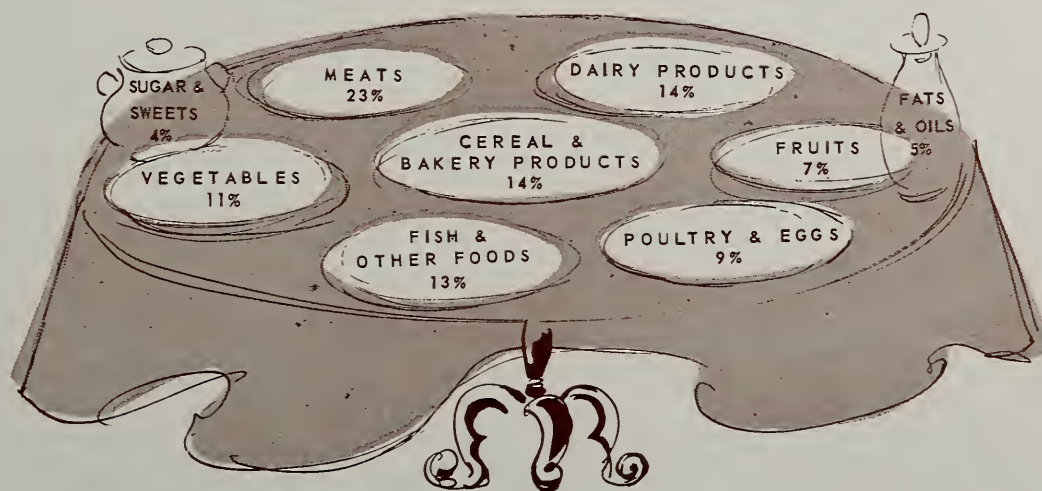 SUGAR &
SWEETS
4%
MEATS
23%
DAIRY PRODUCTS
14%
FATS
& OILS
5%
VEGETABLES
11%
CEREAL &
BAKERY PRODUCTS
14%
FRUITS
7%
FISH &
OTHER FOODS
13%
POULTRY & EGGS
9%